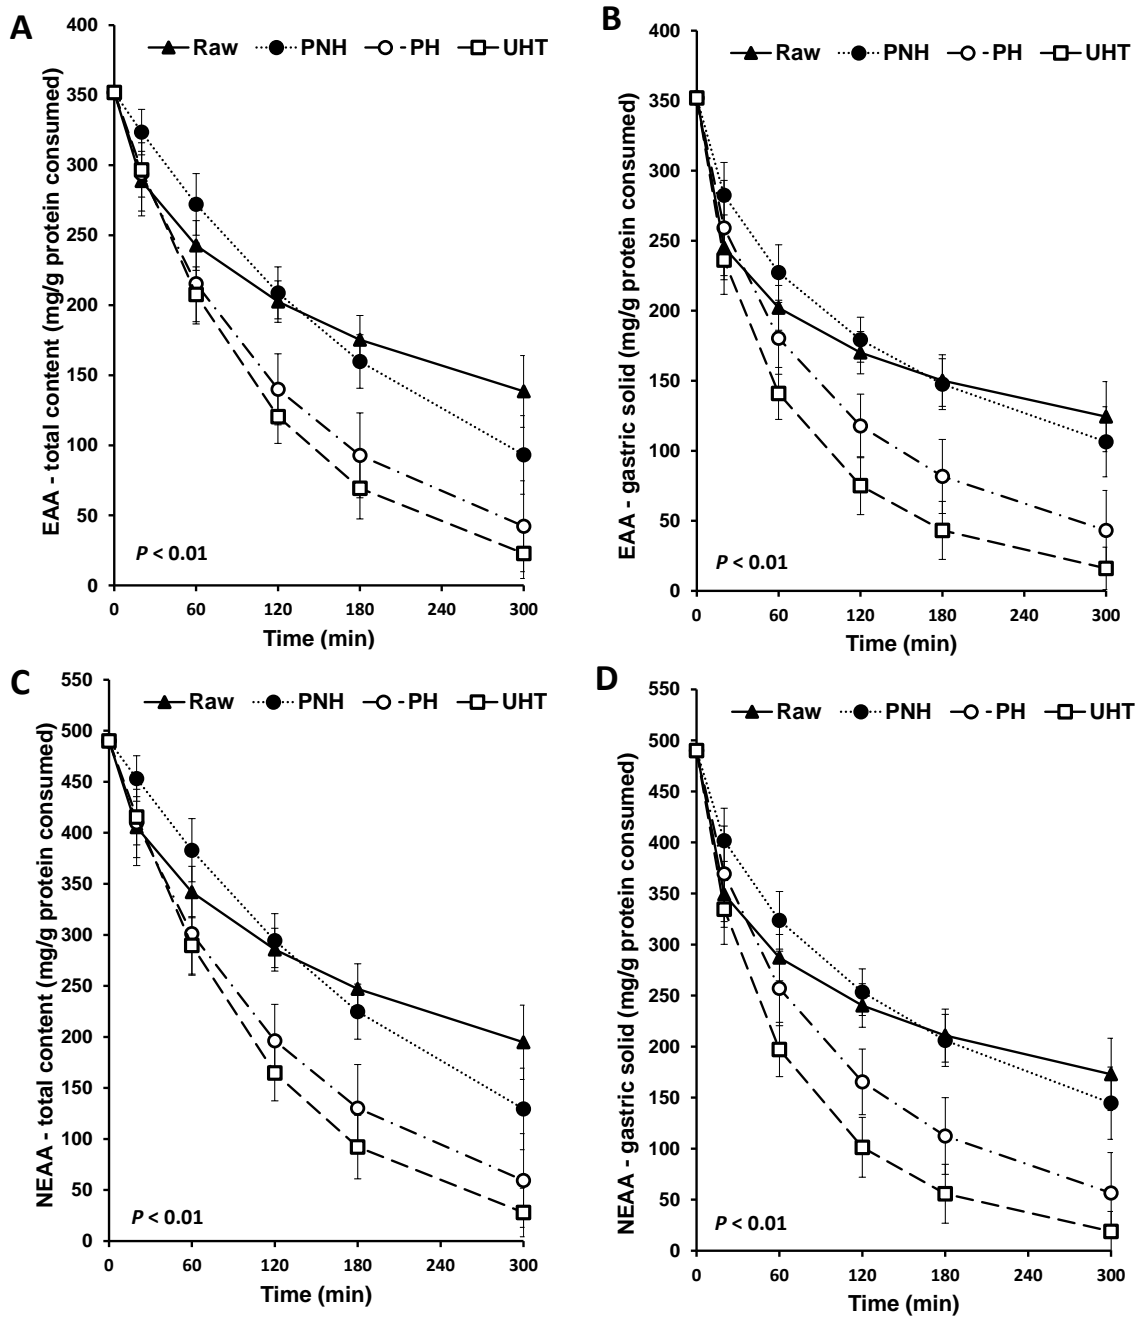 A
Raw PNH - PH UHT
EAA - total content (mg/g protein consumed)
400
350
300
250
200
150
100
50
0
P < 0.01
0 60 120 180 240 300
Time (min)
B
Raw PNH - PH UHT
EAA - gastric solid (mg/g protein consumed)
400
350
300
250
200
150
100
50
0
P < 0.01
0 60 120 180 240 300
Time (min)
C
Raw PNH - PH UHT
NEAA - total content (mg/g protein consumed)
550
500
450
400
350
300
250
200
150
100
50
0
P < 0.01
0 60 120 180 240 300
Time (min)
D
Raw PNH - PH UHT
NEAA - gastric solid (mg/g protein consumed)
550
500
450
400
350
300
250
200
150
100
50
0
P < 0.01
0 60 120 180 240 300
Time (min)